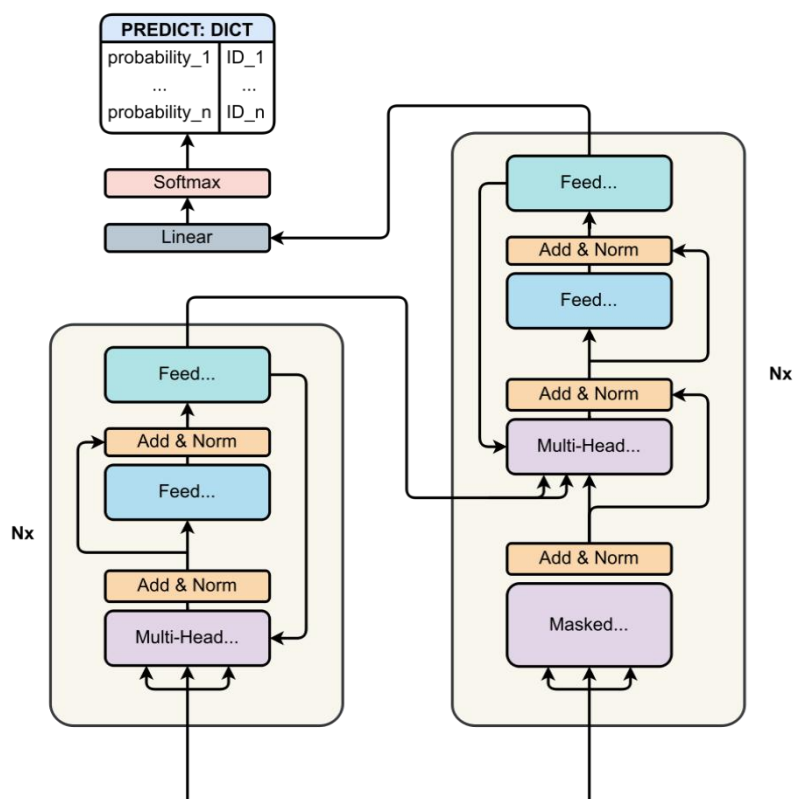 PREDICT: DICT
probability_1 ID_1
... ...
probability_n ID_n
Softmax
Linear
Feed...
Add & Norm
Feed...
Add & Norm
Multi-Head...
Nx
Feed...
Add & Norm
Feed...
Add & Norm
Multi-Head...
Add & Norm
Masked...
Nx